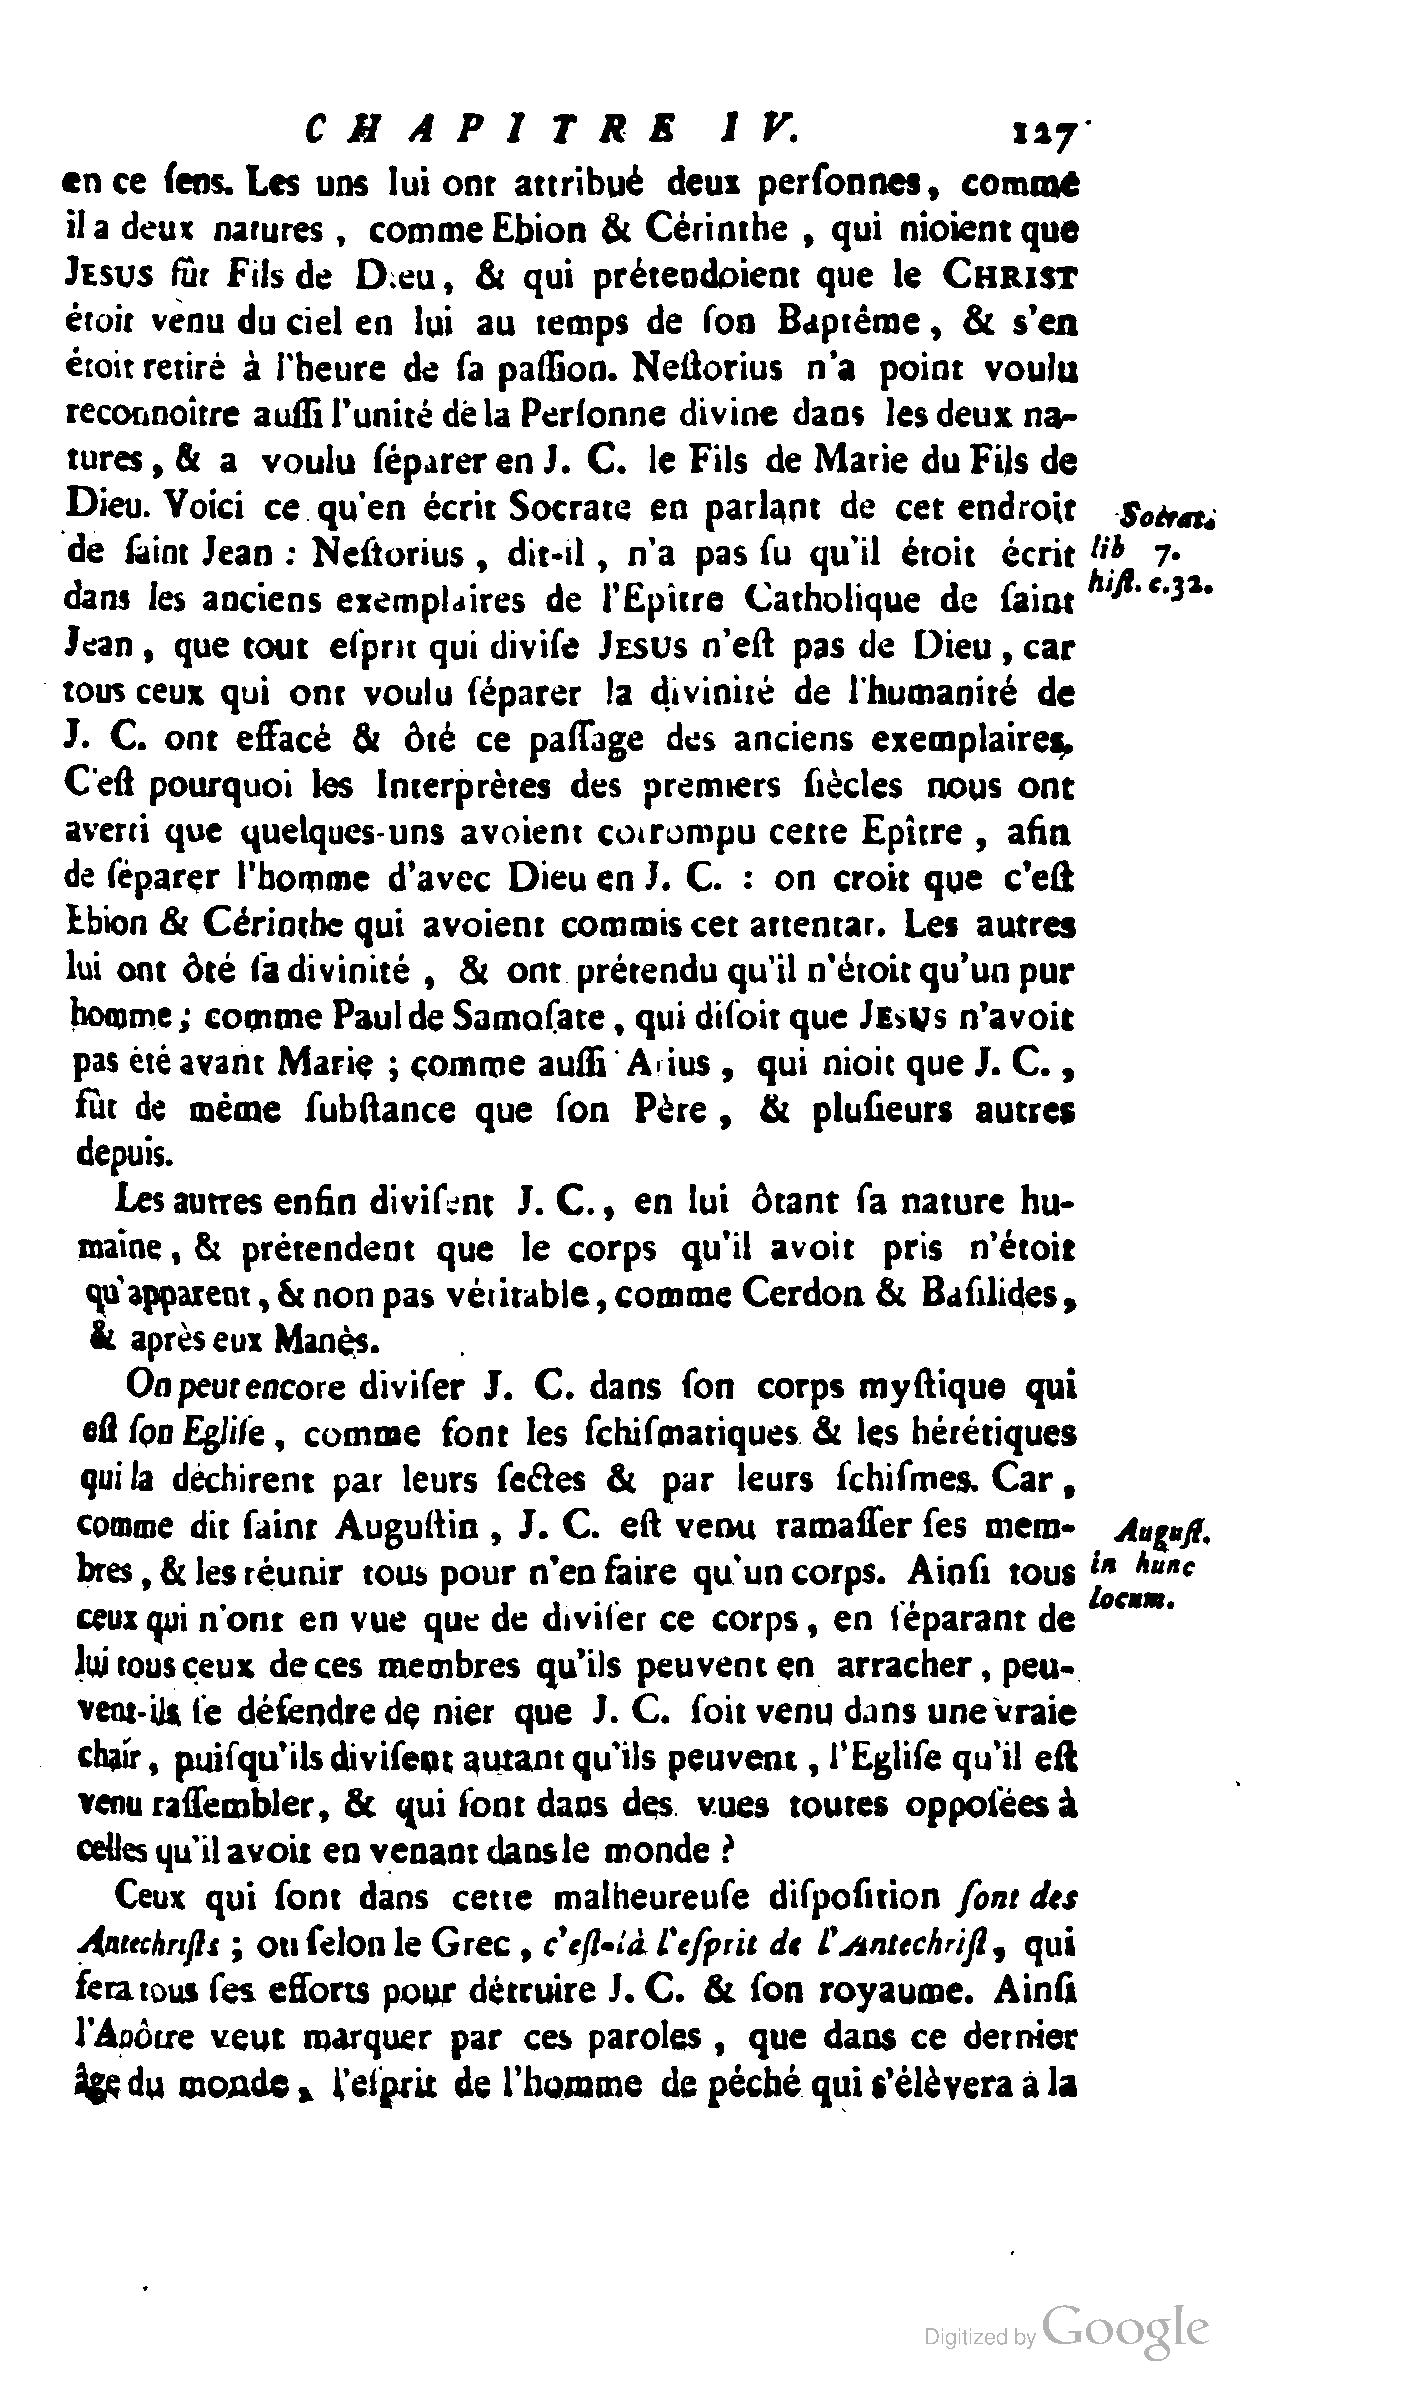 CHAPITRE IV. 127
en ce ſens. Les uns lui ont attribué deux perſonnes, comme
il a deux natures, comme Ebion & Cérinthe, qui nioient que
JESUS fût Fils de Dieu, & qui prétendoient que le CHRIST
étoit venu du ciel en lui au temps de ſon Baptême, & s'en
étoit retiré à l'heure de ſa paſſion. Neſtorius n'a point voulu
reconnoître auſſi l'unité de la Perſonne divine dans les deux na-
tures, & a voulu ſéparer en J. C. le Fils de Marie du Fils de
Dieu. Voici ce qu'en écrit Socrate en parlant de cet endroit
Socrat.
de ſaint Jean : Neſtorius, dit-il, n'a pas ſu qu'il étoit écrit
lib 7.
dans les anciens exemplaires de l'Epître Catholique de ſaint
hiſt. c.32.
Jean, que tout eſprit qui diviſe JESUS n'eſt pas de Dieu, car
tous ceux qui ont voulu ſéparer la divinité de l'humanité de
J. C. ont effacé & ôté ce paſſage des anciens exemplaires,
C'eſt pourquoi les Interprètes des premiers ſiècles nous ont
averti que quelques-uns avoient corrompu cette Epître, afin
de ſéparer l'homme d'avec Dieu en J. C. : on croit que c'eſt
Ebion & Cérinthe qui avoient commis cet attentat. Les autres
lui ont ôté ſa divinité, & ont prétendu qu'il n'étoit qu'un pur
homme; comme Paul de Samoſate, qui diſoit que JESUS n'avoit
pas été avant Marie ; comme auſſi Arius, qui nioit que J. C.,
fût de même ſubſtance que ſon Père, & pluſieurs autres
depuis.
Les autres enfin diviſent J. C., en lui ôtant ſa nature hu-
maine, & prétendent que le corps qu'il avoit pris n'étoit
qu'apparent, & non pas véritable, comme Cerdon & Baſilides,
& après eux Manès.
On peut encore diviſer J. C. dans ſon corps myſtique qui
eſt ſon Egliſe, comme font les ſchiſmatiques & les hérétiques
qui la déchirent par leurs ſectes & par leurs ſchiſmes. Car,
comme dit ſaint Auguſtin, J. C. eſt venu ramaſſer ſes mem-
Auguſt.
bres, & les réunir tous pour n'en faire qu'un corps. Ainſi tous
in hunc
ceux qui n'ont en vue que de diviſer ce corps, en ſéparant de
locum.
lui tous ceux de ces membres qu'ils peuvent en arracher, peu-
vent-ils ſe défendre de nier que J. C. ſoit venu dans une vraie
chair, puiſqu'ils diviſent autant qu'ils peuvent, l'Egliſe qu'il eſt
venu raſſembler, & qui ſont dans des vues toutes oppoſées à
celles qu'il avoit en venant dans le monde ?
Ceux qui ſont dans cette malheureuſe diſpoſition ſont des
Antechriſts ; ou ſelon le Grec, c'eſt-là l'eſprit de l'Antechriſt, qui
fera tous ſes efforts pour détruire J. C. & ſon royaume. Ainſi
l'Apôtre veut marquer par ces paroles, que dans ce dernier
âge du monde, l'eſprit de l'homme de péché qui s'élèvera à la
Digitized by Google